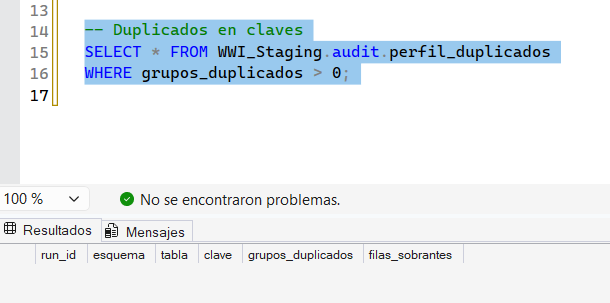 13
14 -- Duplicados en claves
15 SELECT * FROM WWI_Staging.audit.perfil_duplicados
16 WHERE grupos_duplicados > 0;
17
100 % No se encontraron problemas.
Resultados Mensajes
run_id esquema tabla clave grupos_duplicados filas_sobrantes